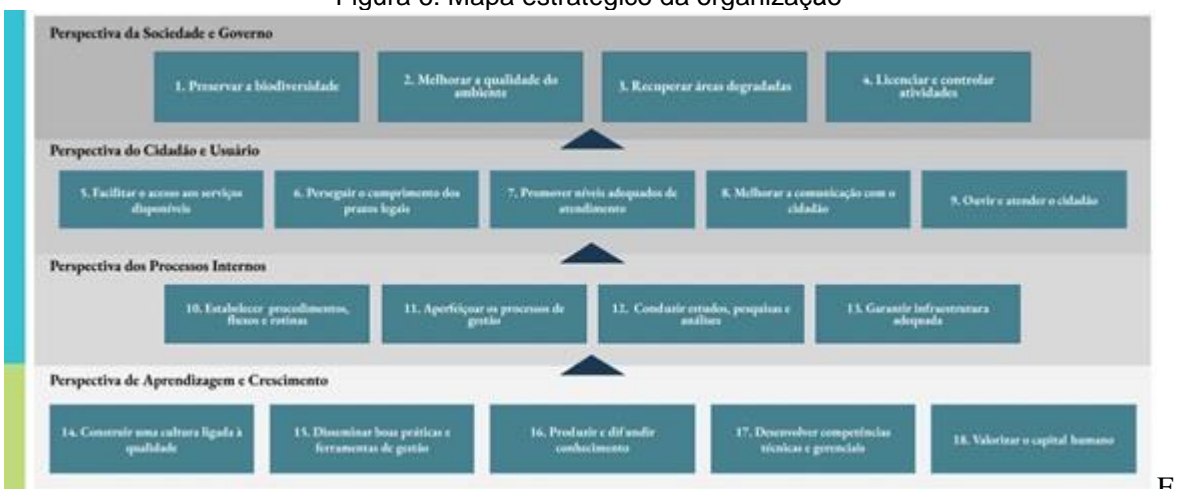 Figura 6. Mapa estratégico da organização
Perspectiva da Sociedade e Governo
1. Preservar a biodiversidade
2. Melhorar a qualidade do
ambiente
3. Recuperar áreas degradadas
4. Licenciar e controlar
atividades
Perspectiva do Cidadão e Usuário
5. Facilitar o acesso aos serviços
disponíveis
6. Perseguir o cumprimento dos
prazos legais
7. Promover níveis adequados de
atendimento
8. Melhorar a comunicação com o
cidadão
9. Ouvir e atender o cidadão
Perspectiva dos Processos Internos
10. Estabelecer procedimentos,
fluxos e rotinas
11. Aperfeiçoar os processos de
gestão
12. Conduzir estudos, pesquisas e
análises
13. Garantir infraestrutura
adequada
Perspectiva de Aprendizagem e Crescimento
14. Construir uma cultura ligada à
qualidade
15. Disseminar boas práticas e
ferramentas de gestão
16. Produzir e difundir
conhecimento
17. Desenvolver competências
técnicas e gerenciais
18. Valorizar o capital humano
E